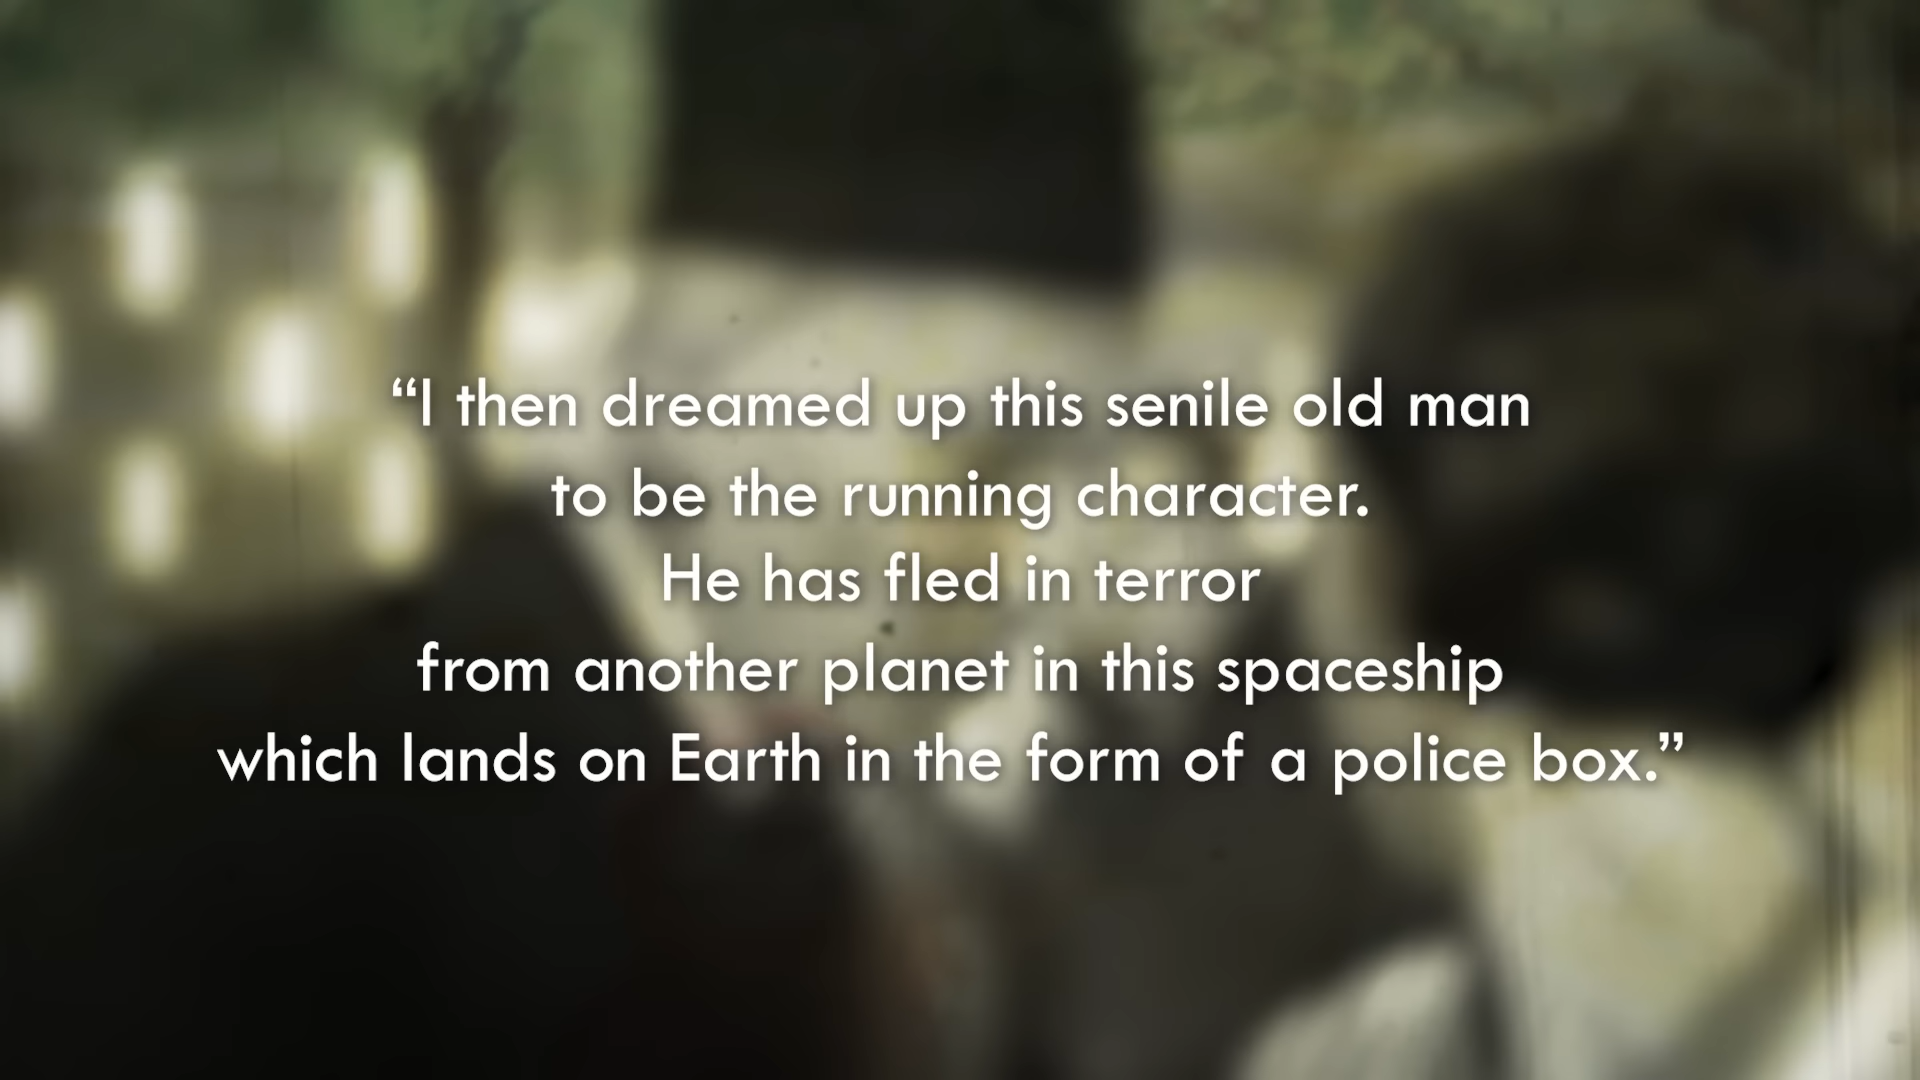 “I then dreamed up this senile old man
to be the running character.
He has fled in terror
from another planet in this spaceship
which lands on Earth in the form of a police box.”